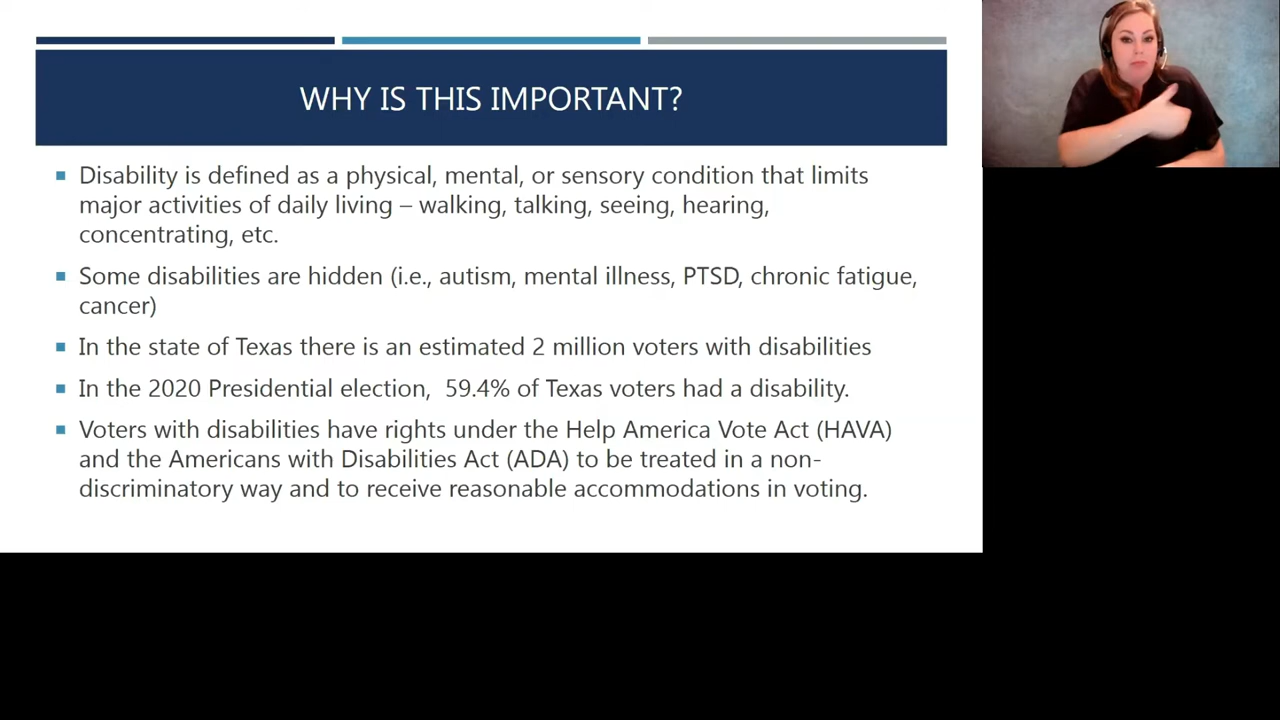 WHY IS THIS IMPORTANT?
Disability is defined as a physical, mental, or sensory condition that limits
major activities of daily living – walking, talking, seeing, hearing,
concentrating, etc.
Some disabilities are hidden (i.e., autism, mental illness, PTSD, chronic fatigue,
cancer)
In the state of Texas there is an estimated 2 million voters with disabilities
In the 2020 Presidential election,  59.4% of Texas voters had a disability.
Voters with disabilities have rights under the Help America Vote Act (HAVA)
and the Americans with Disabilities Act (ADA) to be treated in a non-
discriminatory way and to receive reasonable accommodations in voting.